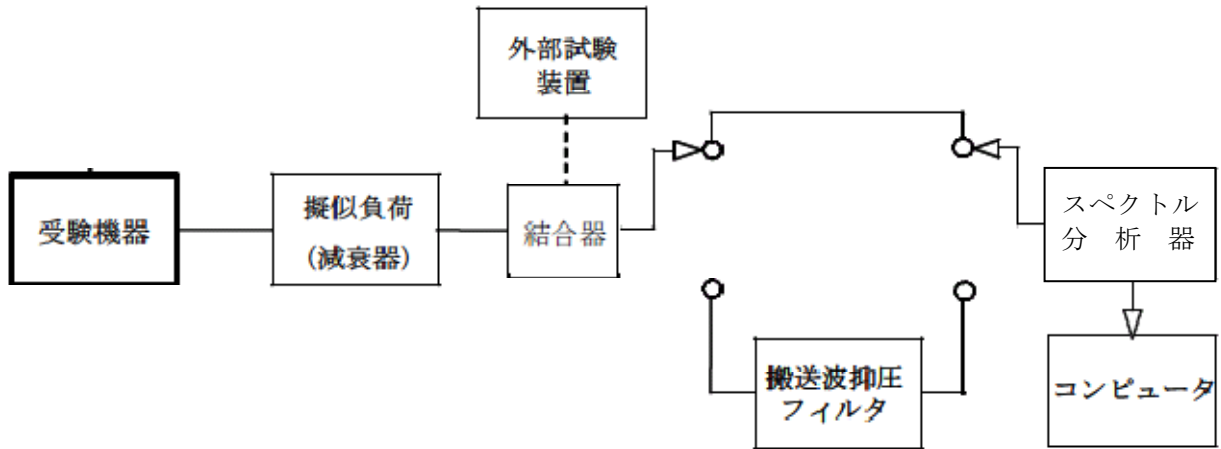 外部試験
装置
受験機器
擬似負荷
(減衰器)
結合器
スペクトル
分析器
搬送波抑圧
フィルタ
コンピュータ